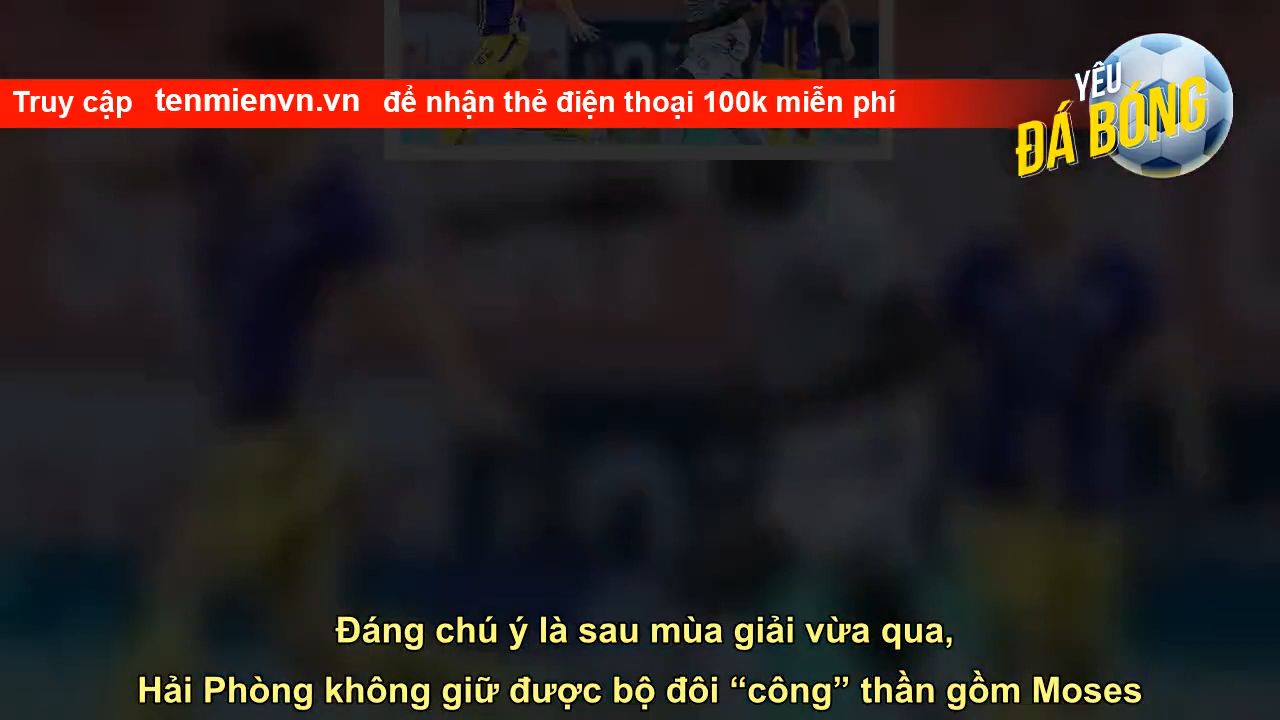 Truy cập tenmienvn.vn để nhận thẻ điện thoại 100k miễn phí
YÊU
ĐÁ BÓNG
Đáng chú ý là sau mùa giải vừa qua,
Hải Phòng không giữ được bộ đôi “công” thần gồm Moses